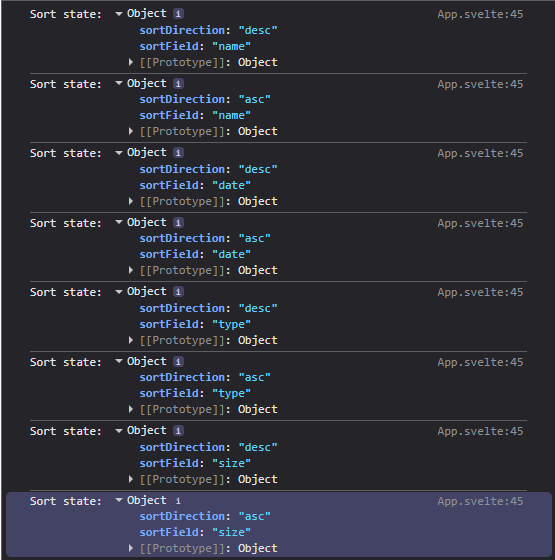 Sort state: ▼ Object i App.svelte:45
sortDirection: "desc"
sortField: "name"
▶ [[Prototype]]: Object
Sort state: ▼ Object i App.svelte:45
sortDirection: "asc"
sortField: "name"
▶ [[Prototype]]: Object
Sort state: ▼ Object i App.svelte:45
sortDirection: "desc"
sortField: "date"
▶ [[Prototype]]: Object
Sort state: ▼ Object i App.svelte:45
sortDirection: "asc"
sortField: "date"
▶ [[Prototype]]: Object
Sort state: ▼ Object i App.svelte:45
sortDirection: "desc"
sortField: "type"
▶ [[Prototype]]: Object
Sort state: ▼ Object i App.svelte:45
sortDirection: "asc"
sortField: "type"
▶ [[Prototype]]: Object
Sort state: ▼ Object i App.svelte:45
sortDirection: "desc"
sortField: "size"
▶ [[Prototype]]: Object
Sort state: ▼ Object i App.svelte:45
sortDirection: "asc"
sortField: "size"
▶ [[Prototype]]: Object